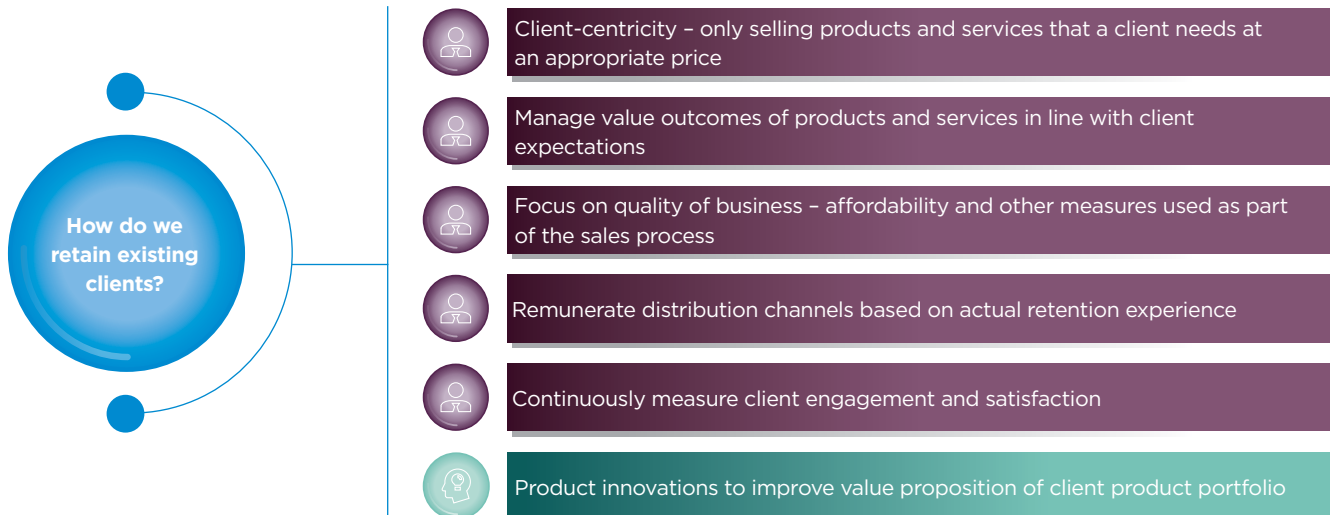 How do we
retain existing
clients?
Client-centricity – only selling products and services that a client needs at
an appropriate price
Manage value outcomes of products and services in line with client
expectations
Focus on quality of business – affordability and other measures used as part
of the sales process
Remunerate distribution channels based on actual retention experience
Continuously measure client engagement and satisfaction
Product innovations to improve value proposition of client product portfolio